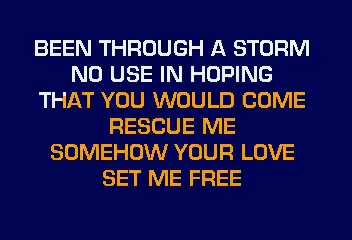 BEEN THROUGH A STORM
NO USE IN HOPING
THAT YOU WOULD COME
RESCUE ME
SOMEHOW YOUR LOVE
SET ME FREE